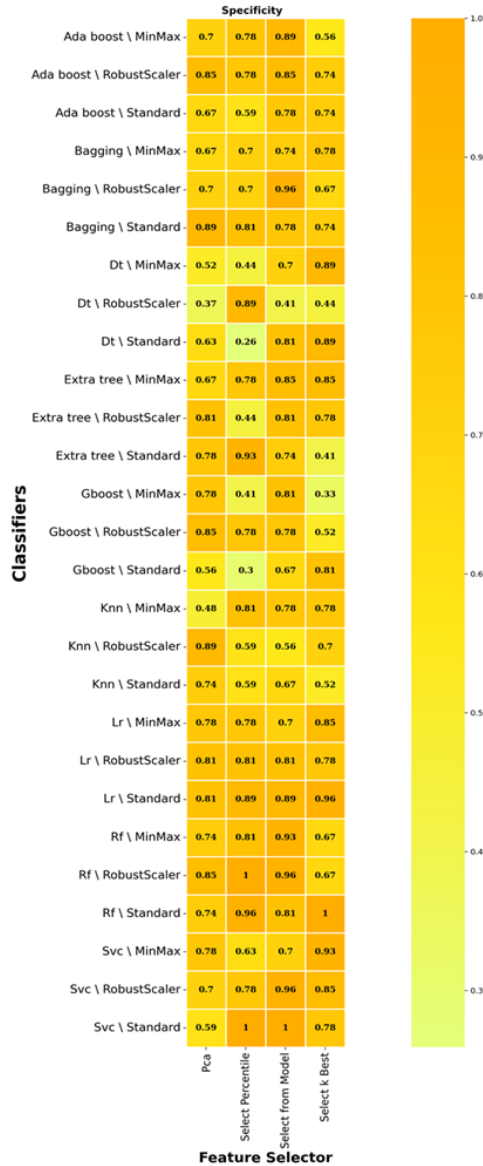 Specificity
Ada boost \ MinMax 0.7 0.78 0.89 0.56
Ada boost \ RobustScaler 0.85 0.78 0.85 0.74
Ada boost \ Standard 0.67 0.59 0.78 0.74
Bagging \ MinMax 0.67 0.7 0.74 0.78
Bagging \ RobustScaler 0.7 0.7 0.96 0.67
Bagging \ Standard 0.89 0.81 0.78 0.74
Dt \ MinMax 0.52 0.44 0.7 0.89
Dt \ RobustScaler 0.37 0.89 0.41 0.44
Dt \ Standard 0.63 0.26 0.81 0.89
Extra tree \ MinMax 0.67 0.78 0.85 0.85
Extra tree \ RobustScaler 0.81 0.44 0.81 0.78
Extra tree \ Standard 0.78 0.93 0.74 0.41
Gboost \ MinMax 0.78 0.41 0.81 0.33
Gboost \ RobustScaler 0.85 0.78 0.78 0.52
Gboost \ Standard 0.56 0.3 0.67 0.81
Knn \ MinMax 0.48 0.81 0.78 0.78
Knn \ RobustScaler 0.89 0.59 0.56 0.7
Knn \ Standard 0.74 0.59 0.67 0.52
Lr \ MinMax 0.78 0.78 0.7 0.85
Lr \ RobustScaler 0.81 0.81 0.81 0.78
Lr \ Standard 0.81 0.89 0.89 0.96
Rf \ MinMax 0.74 0.81 0.93 0.67
Rf \ RobustScaler 0.85 1 0.96 0.67
Rf \ Standard 0.74 0.96 0.81 1
Svc \ MinMax 0.78 0.63 0.7 0.93
Svc \ RobustScaler 0.7 0.78 0.96 0.85
Svc \ Standard 0.59 1 1 0.78
Classifiers
Pca
Select Percentile
Select from Model
Select k Best
Feature Selector
1.0
0.9
0.8
0.7
0.6
0.5
0.4
0.3